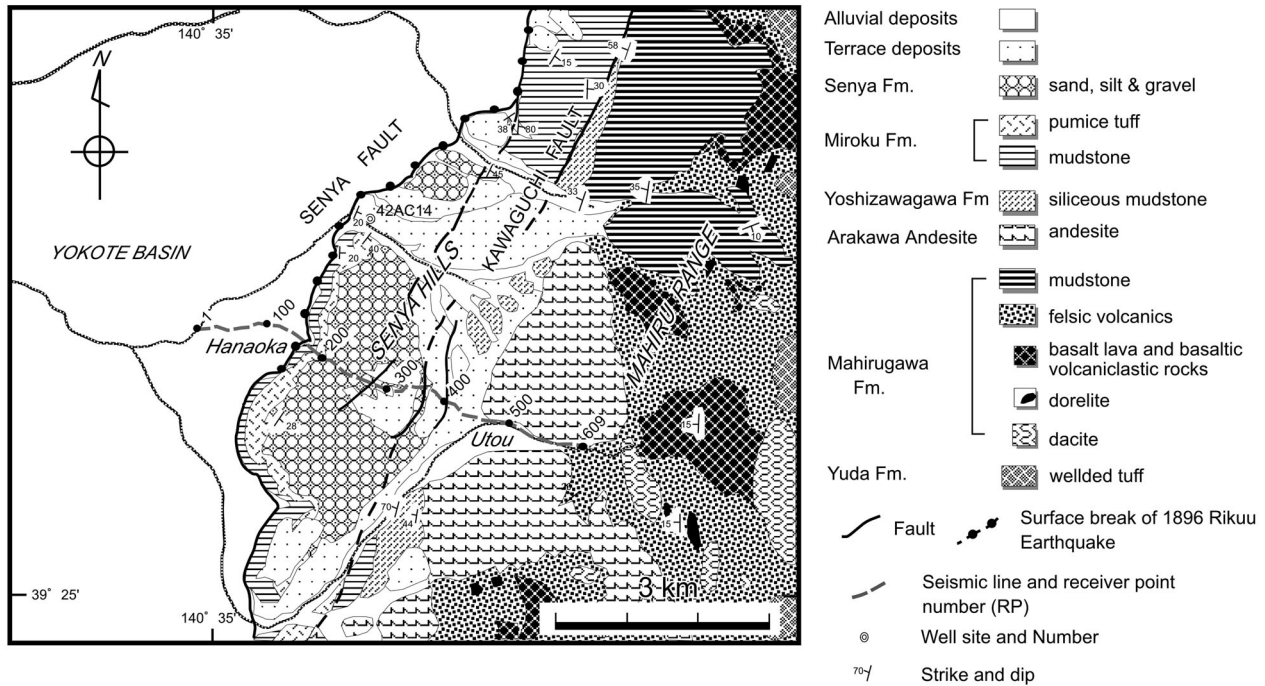 140° 35'
N
SENYA FAULT
YOKOTE BASIN
42AC14
SENYA HILLS
KAWAGUCHI FAULT
MAHIRU RANGE
58
15
30
38
80
45
33
35
10
20
40
20
1
100
200
300
400
500
609
Hanaoka
Utou
28
15
70
44
15
39° 25'
140° 35'
3 km
Alluvial deposits
Terrace deposits
Senya Fm.
sand, silt & gravel
Miroku Fm.
pumice tuff
mudstone
Yoshizawagawa Fm
siliceous mudstone
Arakawa Andesite
andesite
Mahirugawa
Fm.
mudstone
felsic volcanics
basalt lava and basaltic
volcaniclastic rocks
dorelite
dacite
Yuda Fm.
wellded tuff
Fault
Surface break of 1896 Rikuu
Earthquake
Seismic line and receiver point
number (RP)
Well site and Number
70
Strike and dip